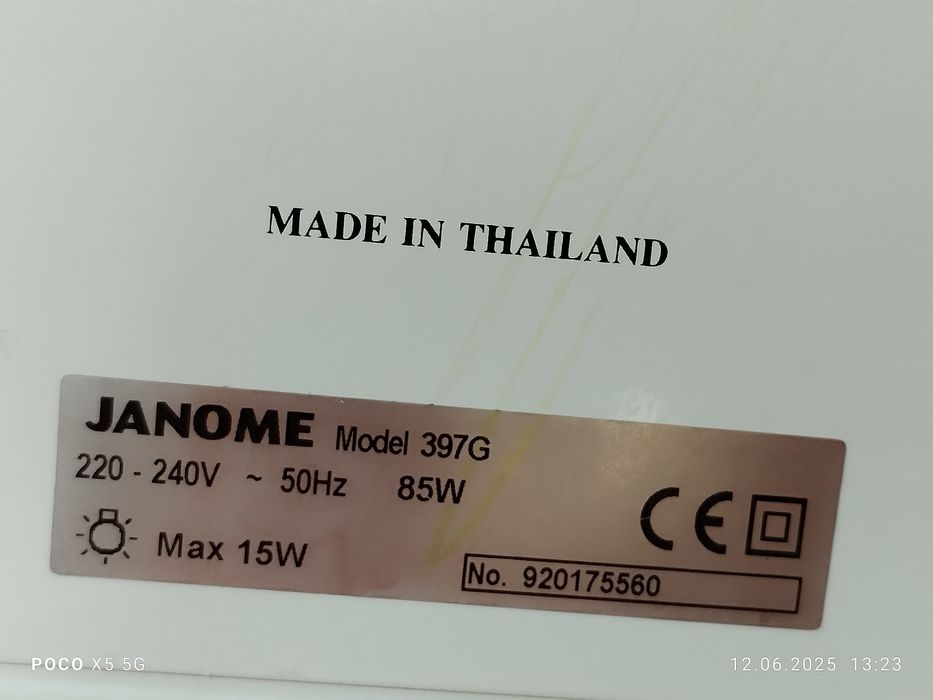 MADE IN THAILAND
JANOME Model 397G
220 - 240V ~ 50Hz 85W
Max 15W
CE
No. 920175560
POCO X5 5G
12.06.2025 13:23